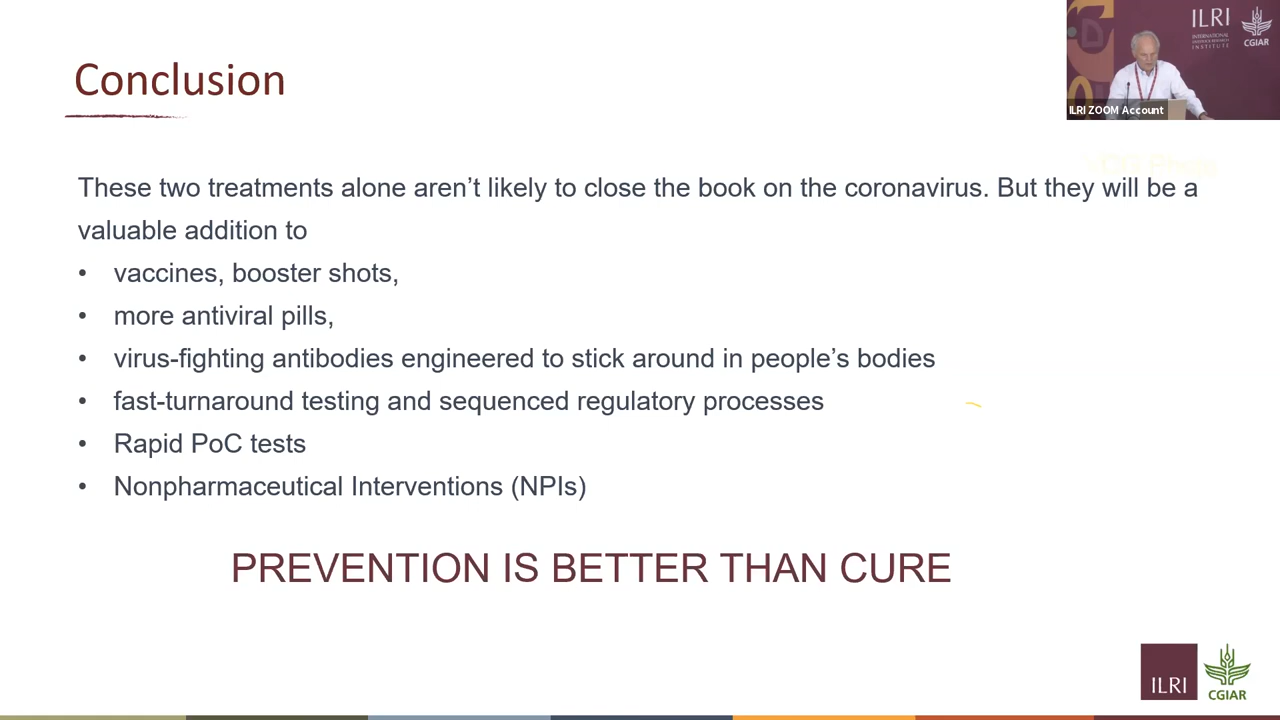 Conclusion
ILRI
INTERNATIONAL
INSTITUTE
CGIAR
ILRI ZOOM Account
These two treatments alone aren’t likely to close the book on the coronavirus. But they will be a
valuable addition to
• vaccines, booster shots,
• more antiviral pills,
• virus-fighting antibodies engineered to stick around in people’s bodies
• fast-turnaround testing and sequenced regulatory processes
• Rapid PoC tests
• Nonpharmaceutical Interventions (NPIs)
PREVENTION IS BETTER THAN CURE
ILRI
CGIAR